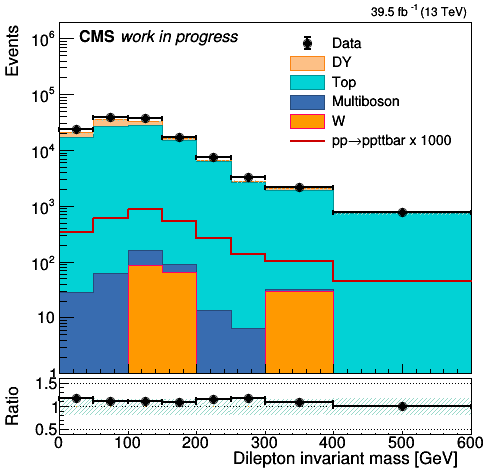 39.5 fb⁻¹ (13 TeV)
CMS work in progress
Events
10⁶
10⁵
10⁴
10³
10²
10
1
Data
DY
Top
Multiboson
W
pp→ppttbar x 1000
Ratio
1.5
1
0.5
0 100 200 300 400 500 600
Dilepton invariant mass [GeV]